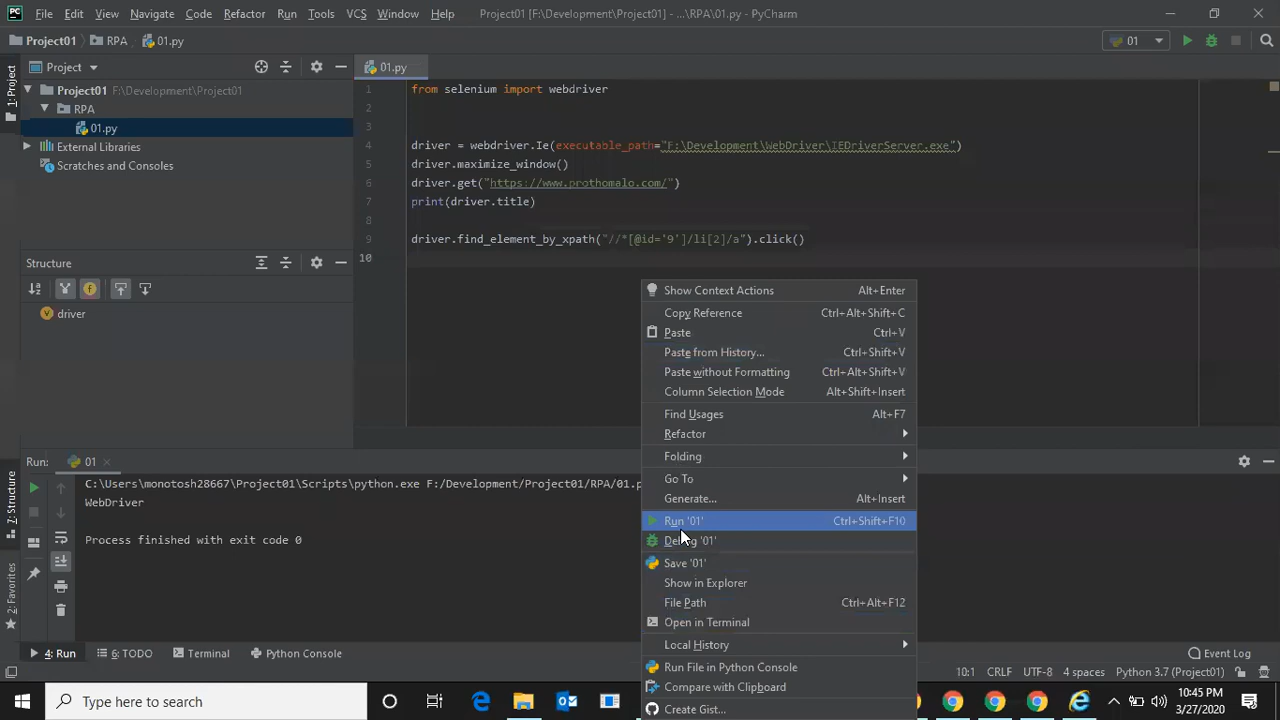 PC File Edit View Navigate Code Refactor Run Tools VCS Window Help Project01 [F:\Development\Project01] - ...\RPA\01.py - PyCharm
Project01 RPA 01.py 01
1: Project
Project
01.py
Project01 F:\Development\Project01
RPA
01.py
External Libraries
Scratches and Consoles
1 from selenium import webdriver
2
3
4 driver = webdriver.Ie(executable_path="F:\Development\WebDriver\IEDriverServer.exe")
5 driver.maximize_window()
6 driver.get("https://www.prothomalo.com/")
7 print(driver.title)
8
9 driver.find_element_by_xpath("//*[@id='9']/li[2]/a").click()
10
Structure
driver
Show Context Actions Alt+Enter
Copy Reference Ctrl+Alt+Shift+C
Paste Ctrl+V
Paste from History... Ctrl+Shift+V
Paste without Formatting Ctrl+Alt+Shift+V
Column Selection Mode Alt+Shift+Insert
Find Usages Alt+F7
Refactor
Folding
Go To
Generate... Alt+Insert
Run '01' Ctrl+Shift+F10
Debug '01'
Save '01'
Show in Explorer
File Path Ctrl+Alt+F12
Open in Terminal
Local History
Run File in Python Console
Compare with Clipboard
Create Gist...
Run: 01
C:\Users\monotosh28667\Project01\Scripts\python.exe F:/Development/Project01/RPA/01.p
WebDriver
Process finished with exit code 0
Z: Structure
2: Favorites
4: Run 6: TODO Terminal Python Console Event Log
10:1 CRLF UTF-8 4 spaces Python 3.7 (Project01)
Type here to search
10:45 PM
3/27/2020